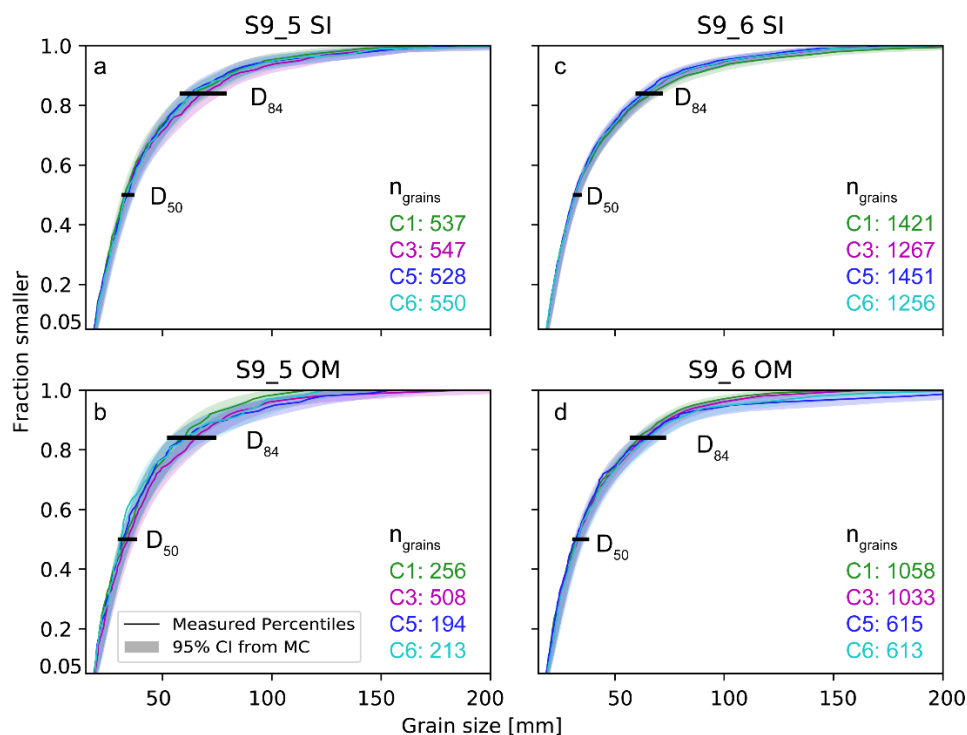 S9_5 SI
a
1.0
0.8
0.6
0.4
0.2
0.05
D84
D50
ngrains
C1: 537
C3: 547
C5: 528
C6: 550
S9_6 SI
c
D84
D50
ngrains
C1: 1421
C3: 1267
C5: 1451
C6: 1256
Fraction smaller
S9_5 OM
b
1.0
0.8
0.6
0.4
0.2
0.05
D84
D50
ngrains
C1: 256
C3: 508
C5: 194
C6: 213
Measured Percentiles
95% CI from MC
50 100 150 200
S9_6 OM
d
D84
D50
ngrains
C1: 1058
C3: 1033
C5: 615
C6: 613
50 100 150 200
Grain size [mm]